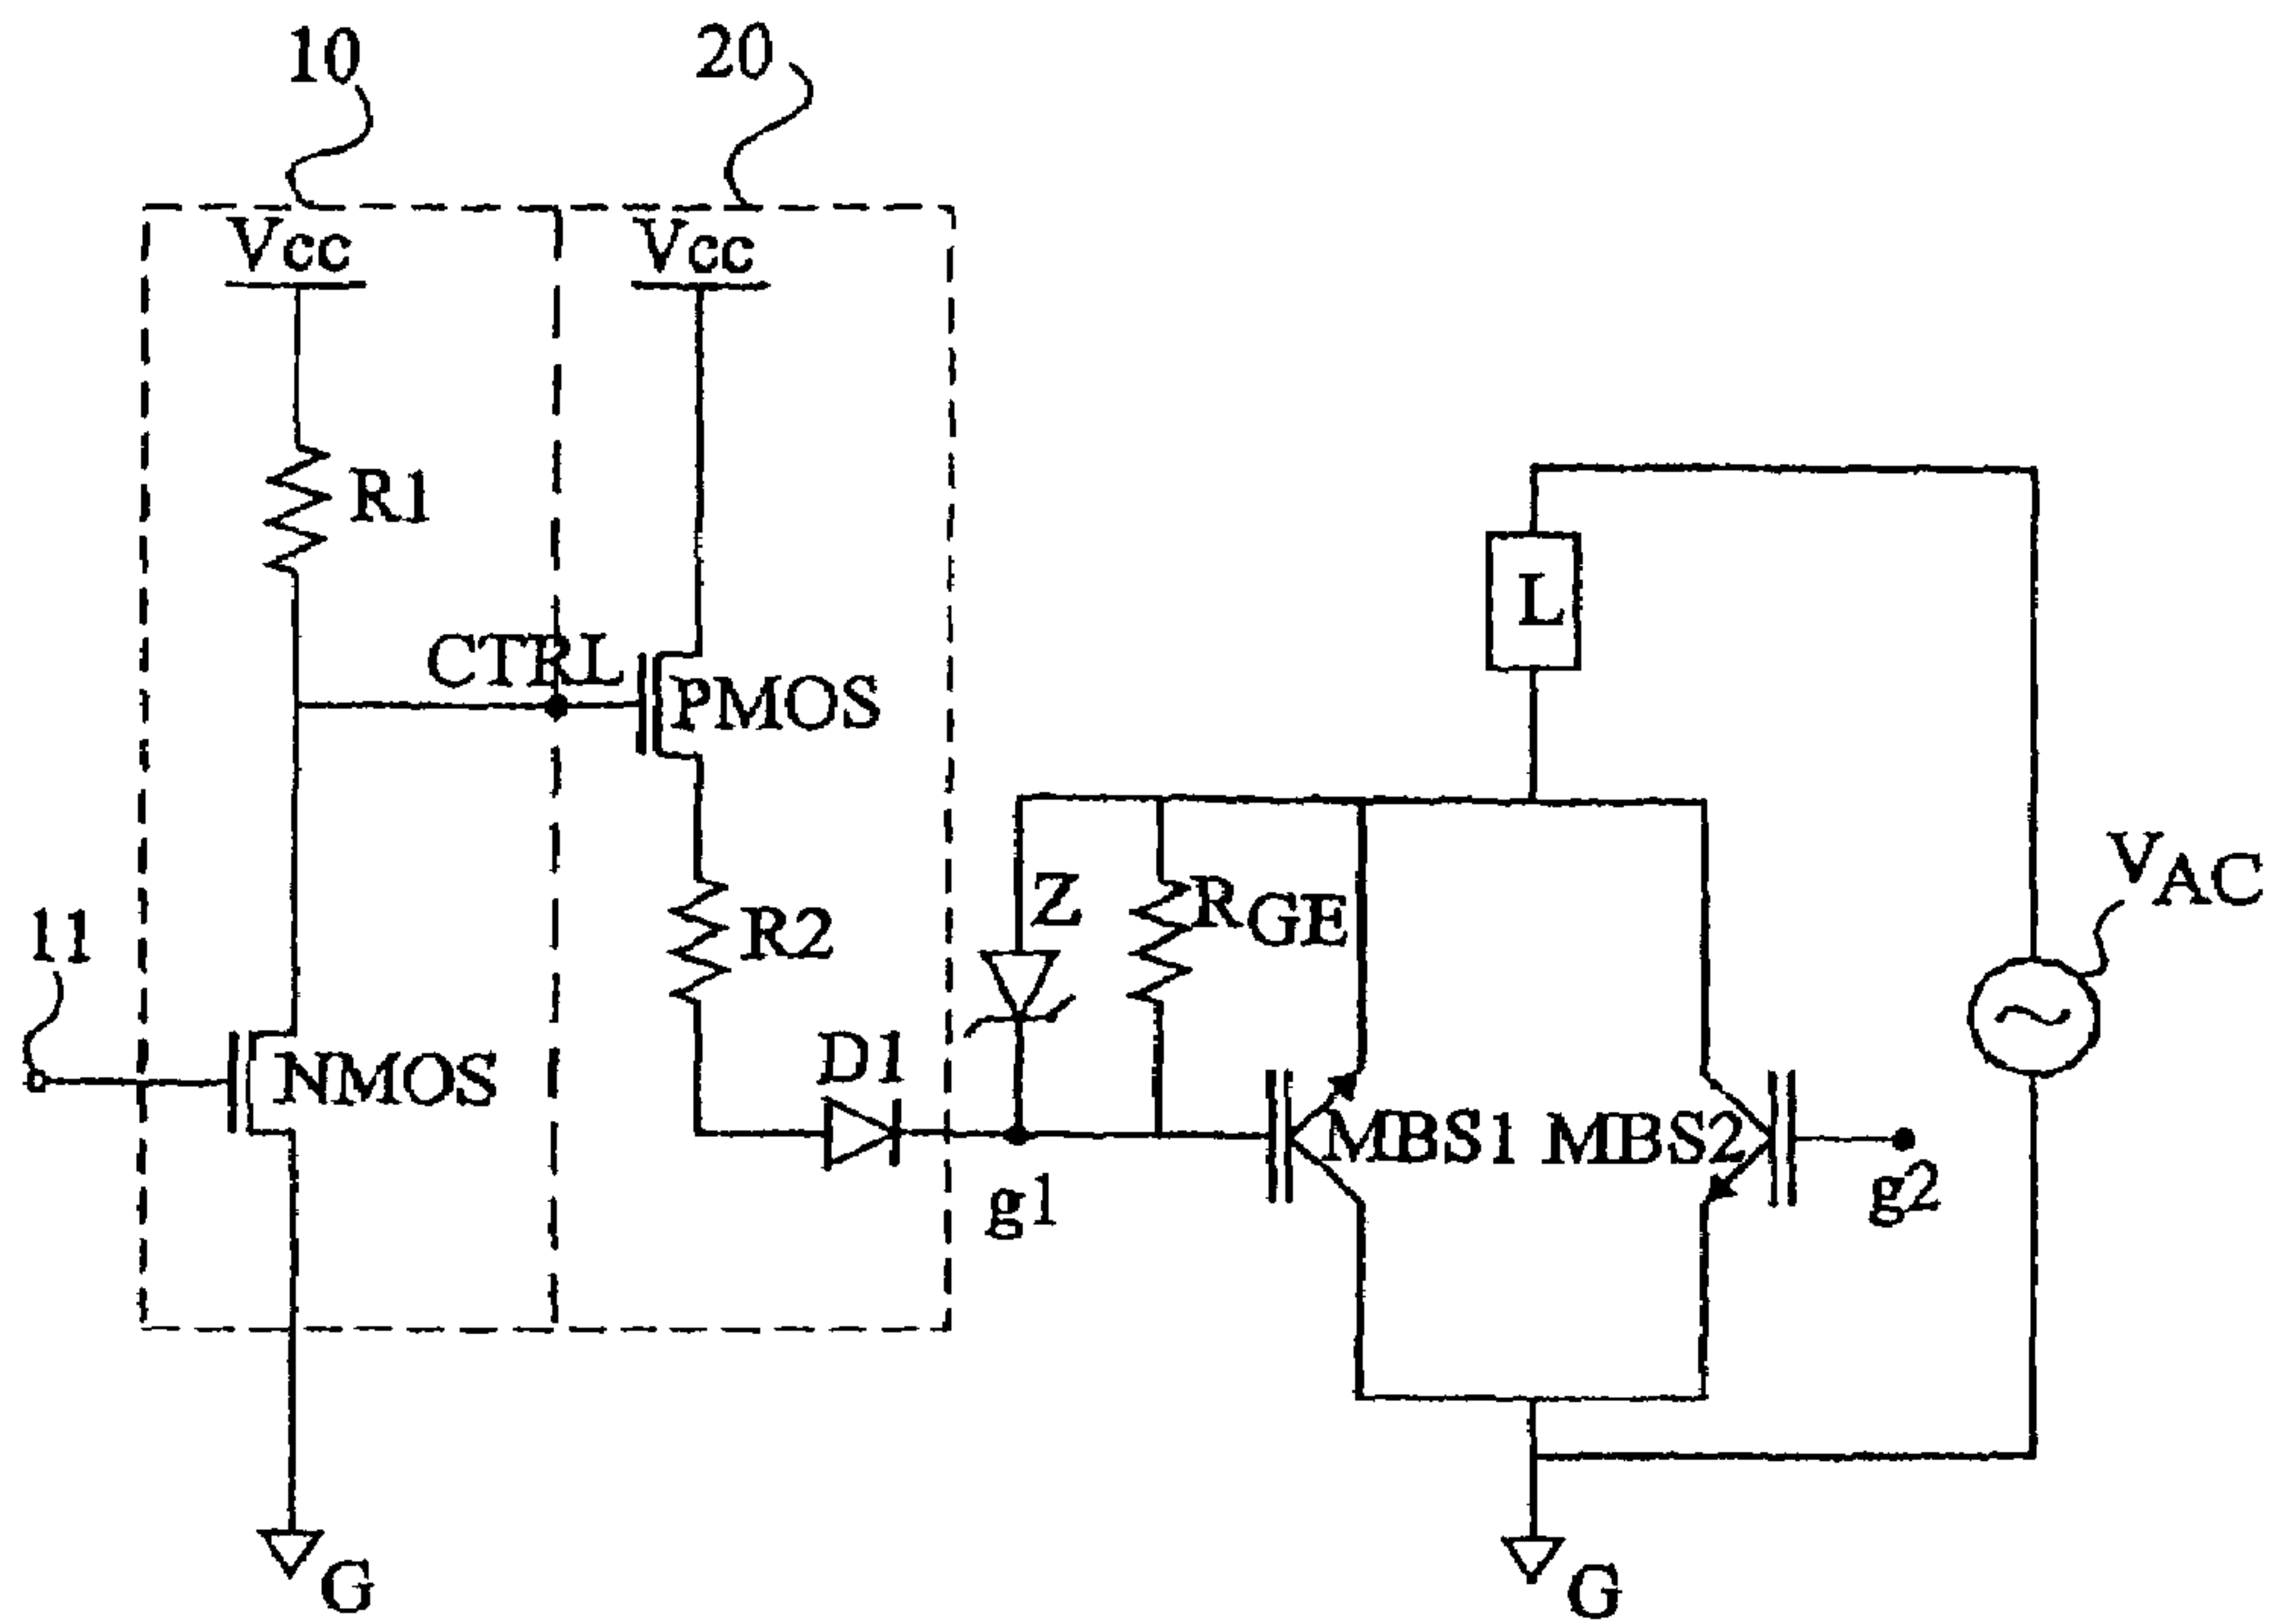 10
20
Vcc
Vcc
R1
L
CTRL
PMOS
VAC
Z
RGE
11
R2
D1
NMOS
MBS1
MBS2
g1
g2
G
G